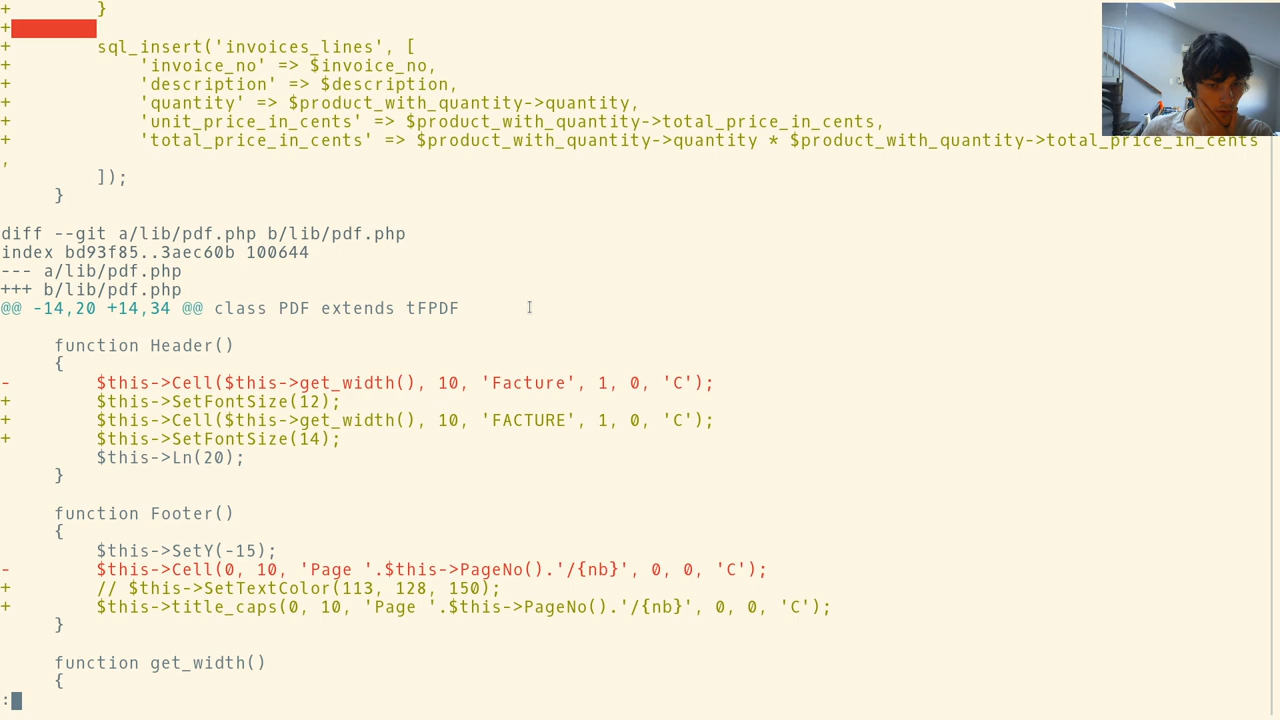 +        }
+
+        sql_insert('invoices_lines', [
+            'invoice_no' => $invoice_no,
+            'description' => $description,
+            'quantity' => $product_with_quantity->quantity,
+            'unit_price_in_cents' => $product_with_quantity->total_price_in_cents,
+            'total_price_in_cents' => $product_with_quantity->quantity * $product_with_quantity->total_price_in_cents
,
         ]);
     }

diff --git a/lib/pdf.php b/lib/pdf.php
index bd93f85..3aec60b 100644
--- a/lib/pdf.php
+++ b/lib/pdf.php
@@ -14,20 +14,34 @@ class PDF extends tFPDF

     function Header()
     {
-        $this->Cell($this->get_width(), 10, 'Facture', 1, 0, 'C');
+        $this->SetFontSize(12);
+        $this->Cell($this->get_width(), 10, 'FACTURE', 1, 0, 'C');
+        $this->SetFontSize(14);
         $this->Ln(20);
     }

     function Footer()
     {
         $this->SetY(-15);
-        $this->Cell(0, 10, 'Page '.$this->PageNo().'/{nb}', 0, 0, 'C');
+        // $this->SetTextColor(113, 128, 150);
+        $this->title_caps(0, 10, 'Page '.$this->PageNo().'/{nb}', 0, 0, 'C');
     }

     function get_width()
     {
: